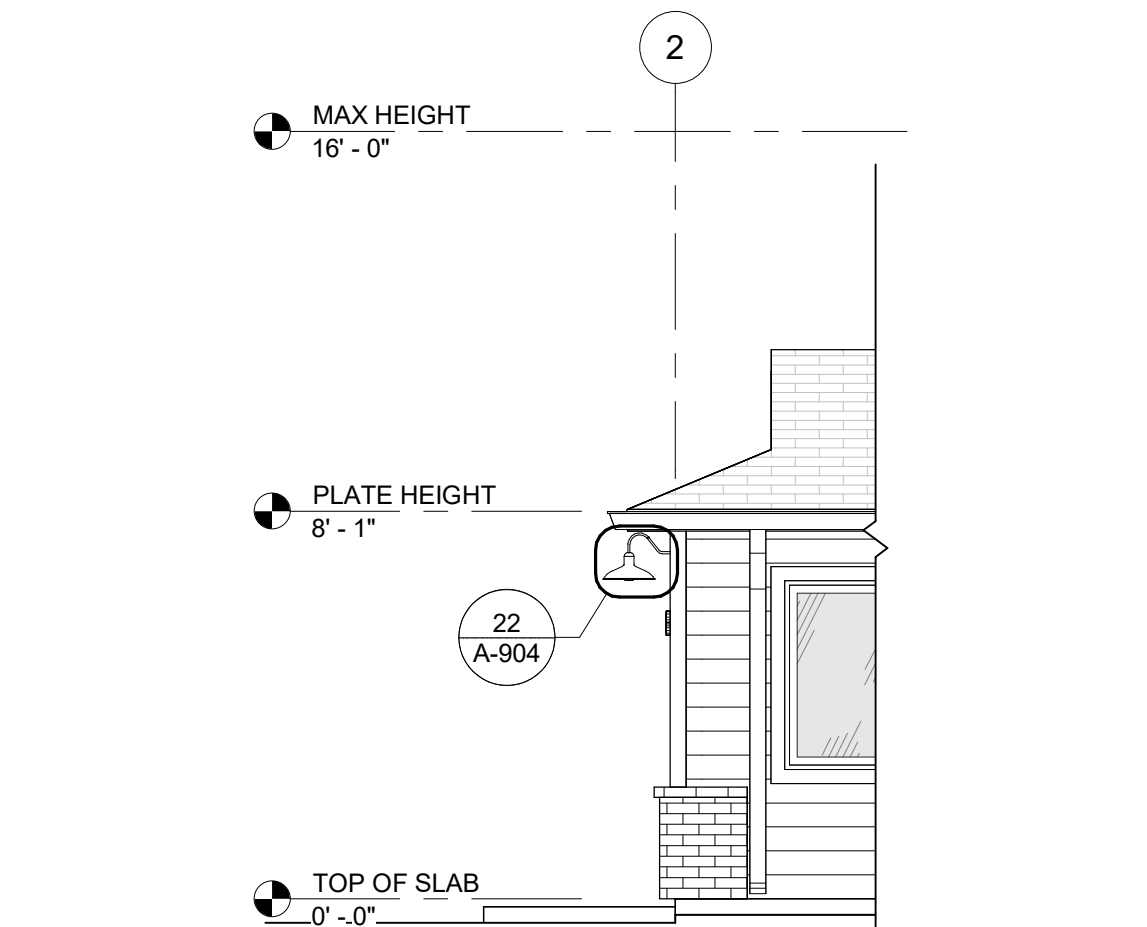 2
MAX HEIGHT
16' - 0"
PLATE HEIGHT
8' - 1"
22
A-904
TOP OF SLAB
0' - 0"